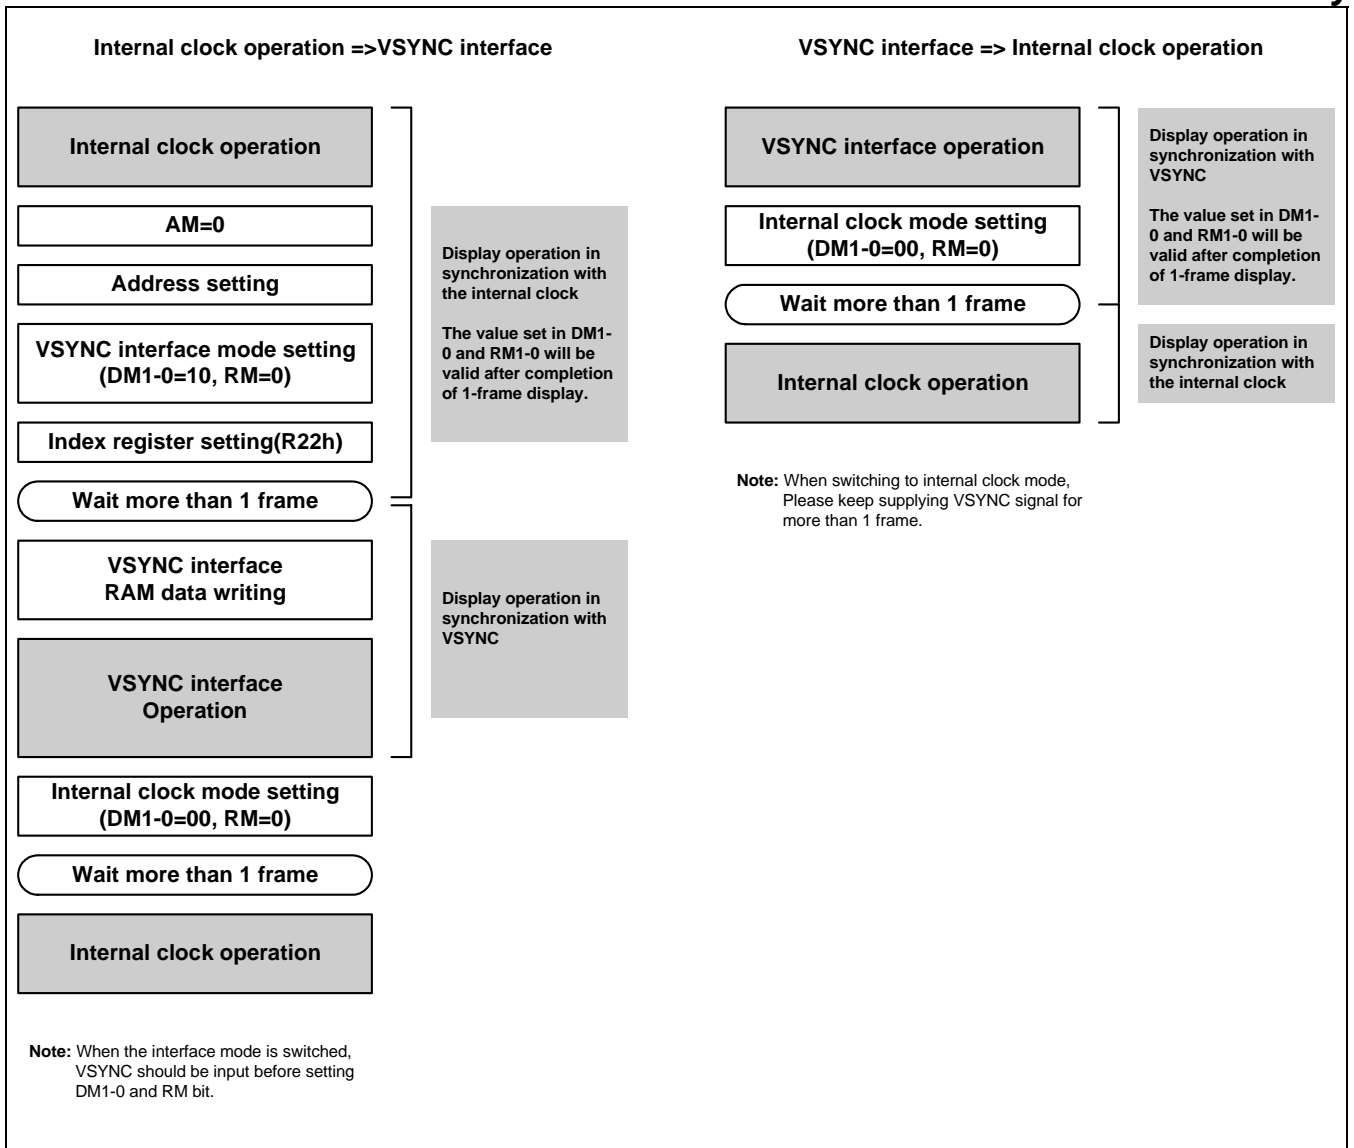 Internal clock operation =>VSYNC interface
Internal clock operation
AM=0
Address setting
VSYNC interface mode setting
(DM1-0=10, RM=0)
Index register setting(R22h)
Wait more than 1 frame
VSYNC interface
RAM data writing
VSYNC interface
Operation
Internal clock mode setting
(DM1-0=00, RM=0)
Wait more than 1 frame
Internal clock operation
Display operation in
synchronization with
the internal clock
The value set in DM1-
0 and RM1-0 will be
valid after completion
of 1-frame display.
Display operation in
synchronization with
VSYNC
Note: When the interface mode is switched,
VSYNC should be input before setting
DM1-0 and RM bit.
VSYNC interface => Internal clock operation
VSYNC interface operation
Internal clock mode setting
(DM1-0=00, RM=0)
Wait more than 1 frame
Internal clock operation
Display operation in
synchronization with
VSYNC
The value set in DM1-
0 and RM1-0 will be
valid after completion
of 1-frame display.
Display operation in
synchronization with
the internal clock
Note: When switching to internal clock mode,
Please keep supplying VSYNC signal for
more than 1 frame.